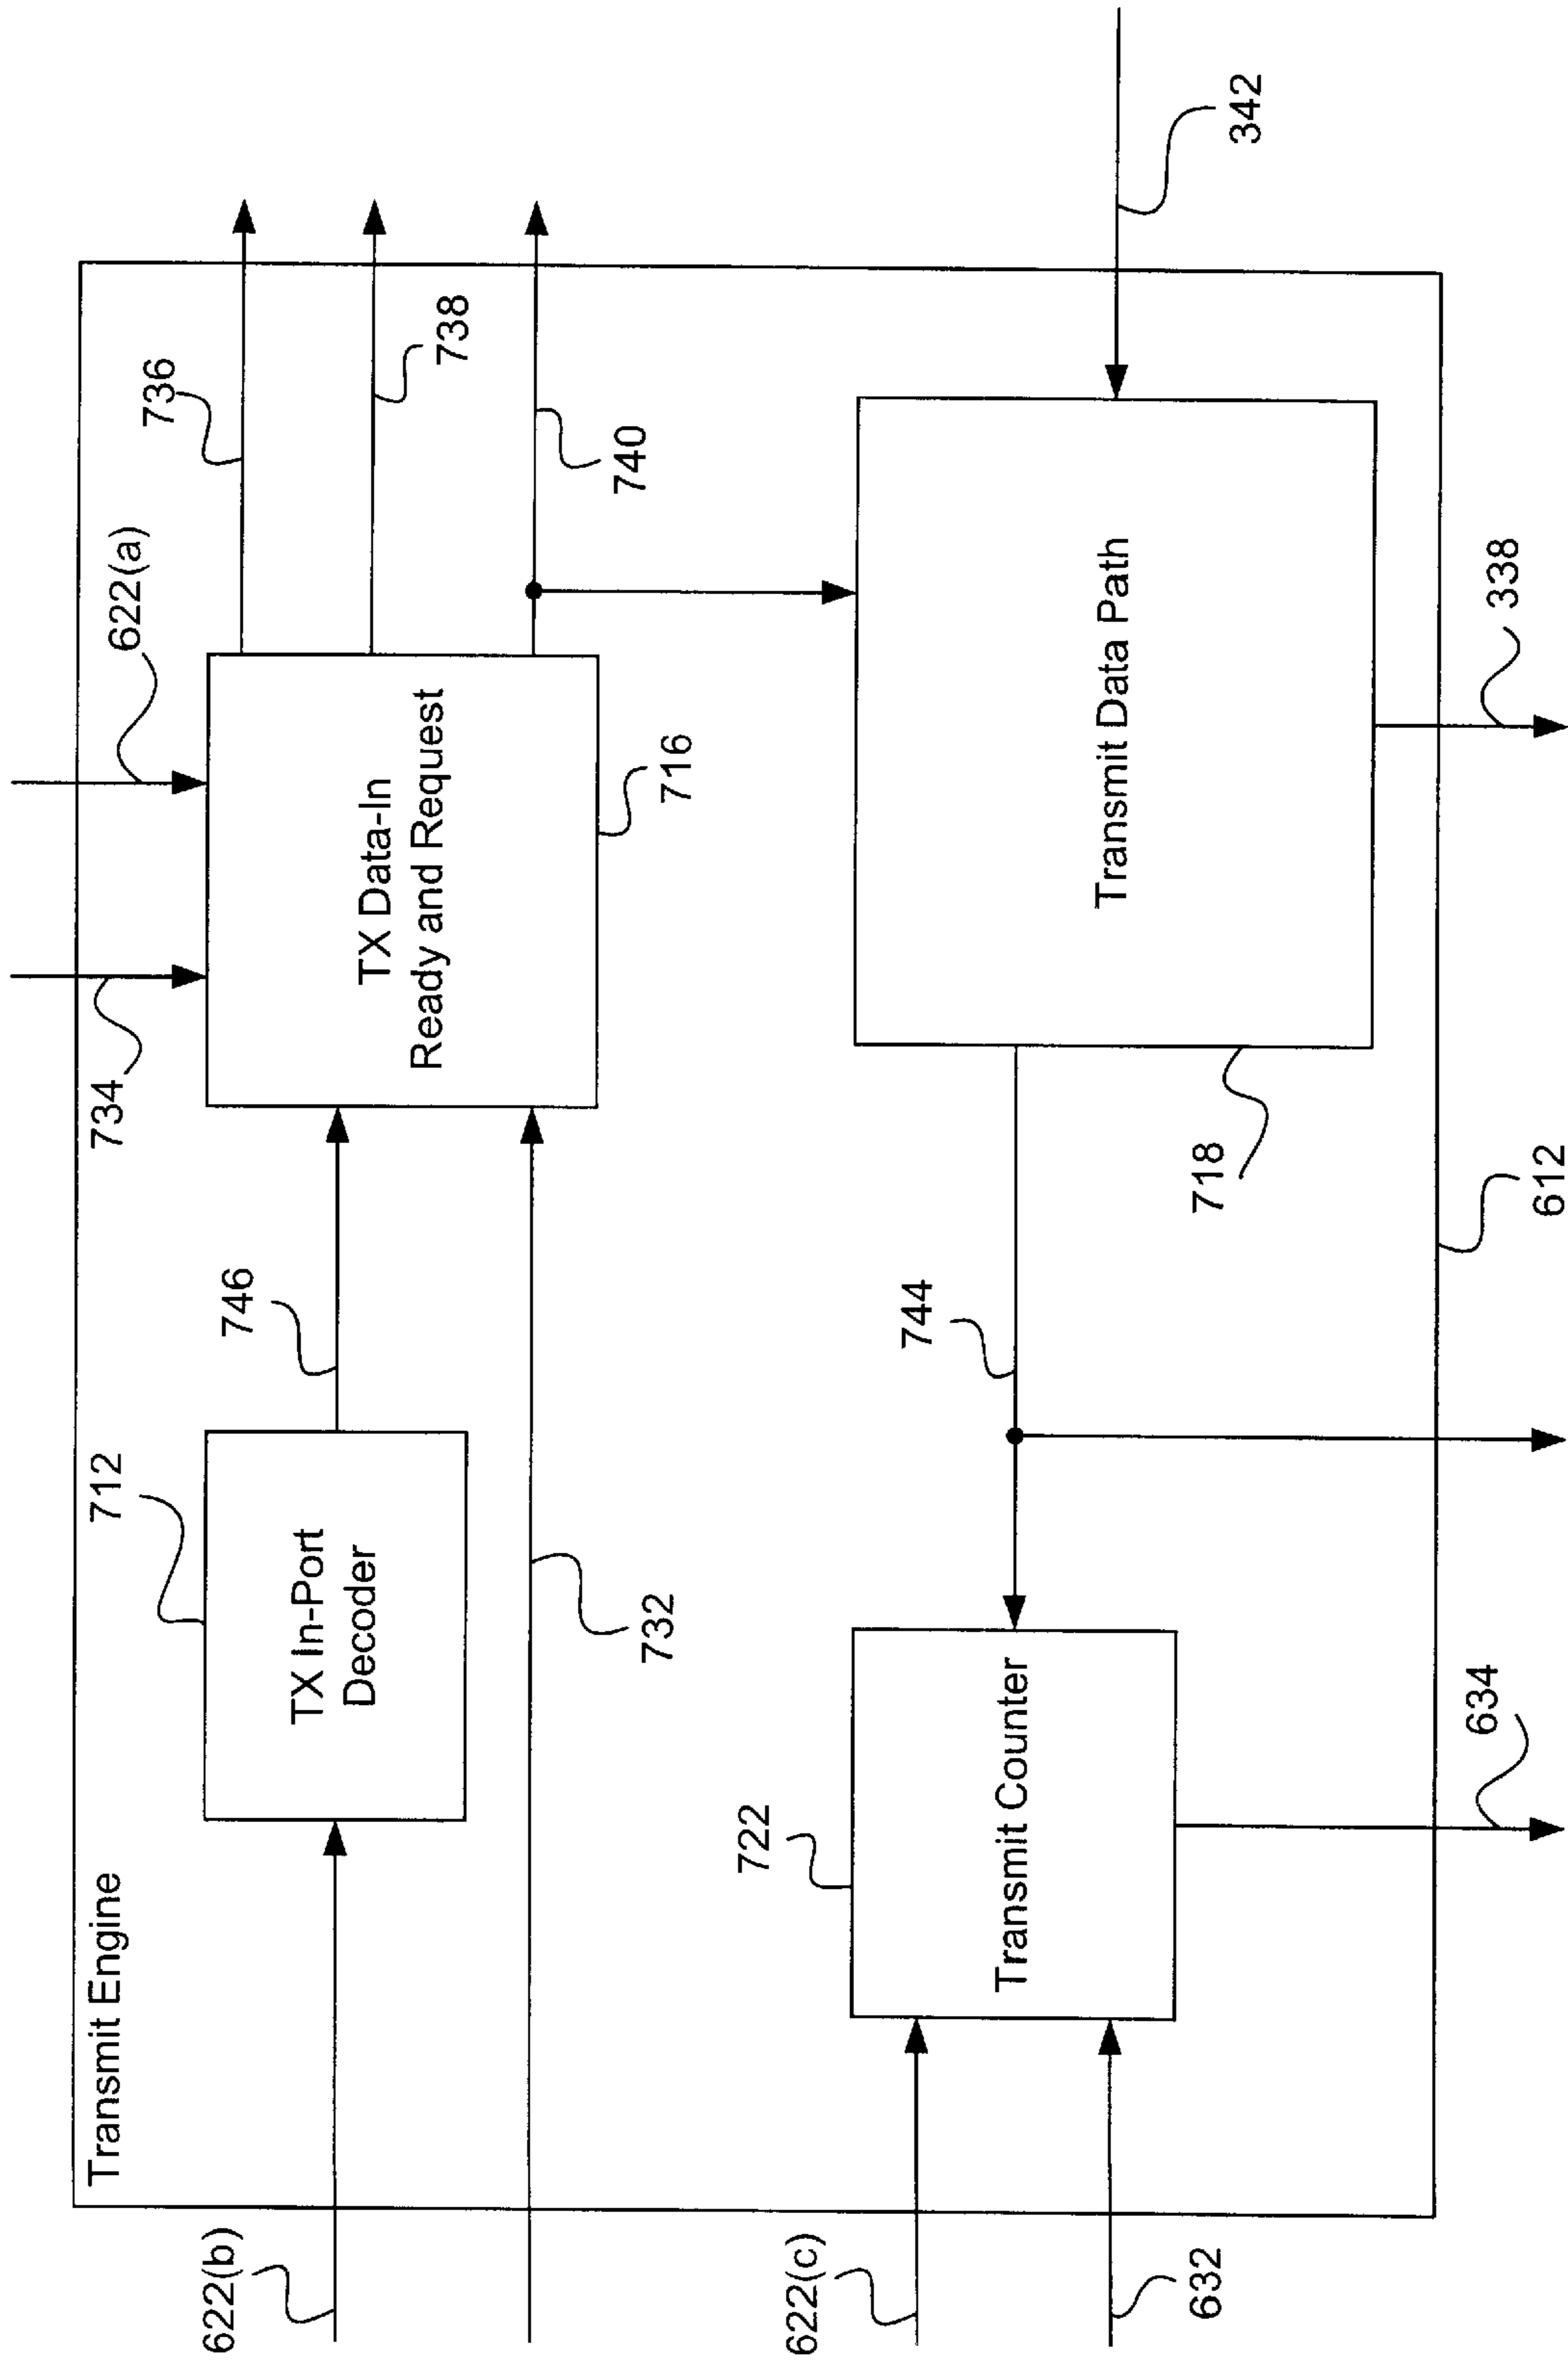 Transmit Engine
622(b)
712
TX In-Port
Decoder
746
734
622(a)
TX Data-In
Ready and Request
716
736
738
740
732
622(c)
632
722
Transmit Counter
634
744
718
Transmit Data Path
342
338
612